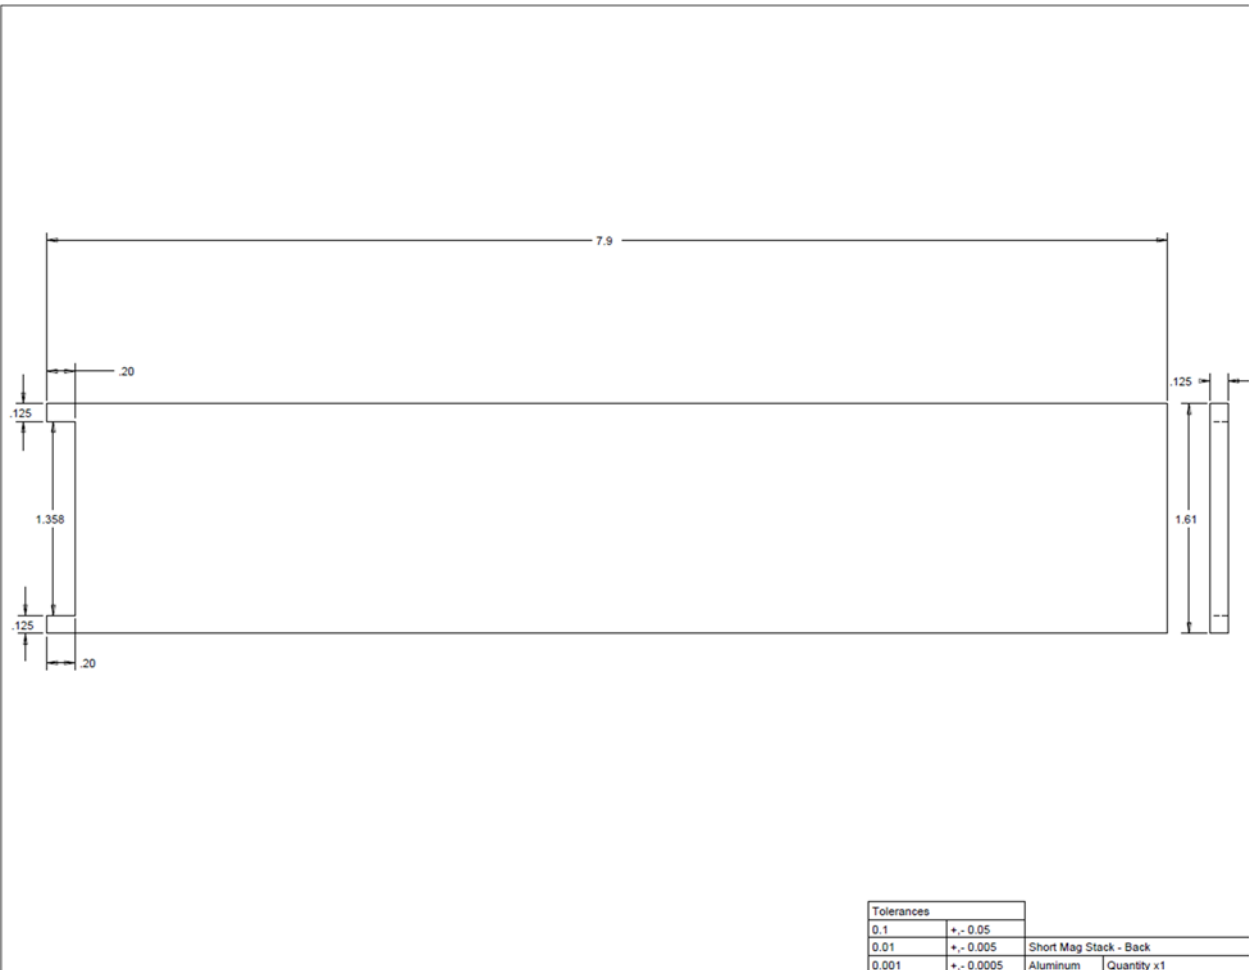 7.9
.20
.125
.125
1.358
1.61
.125
.20
Tolerances
0.1 +,- 0.05
0.01 +,- 0.005 Short Mag Stack - Back
0.001 +,- 0.0005 Aluminum Quantity x1